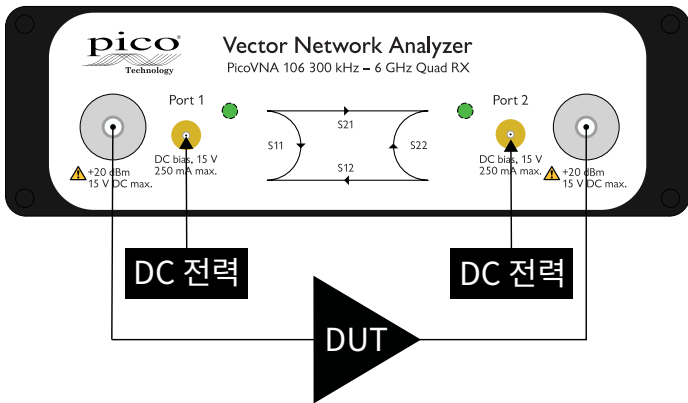 pico
Technology
Vector Network Analyzer
PicoVNA 106 300 kHz – 6 GHz Quad RX
Port 1
Port 2
S21
S11
S22
S12
DC bias, 15 V
250 mA max.
+20 dBm
15 V DC max.
DC bias, 15 V
250 mA max.
+20 dBm
15 V DC max.
DC 전력
DC 전력
DUT